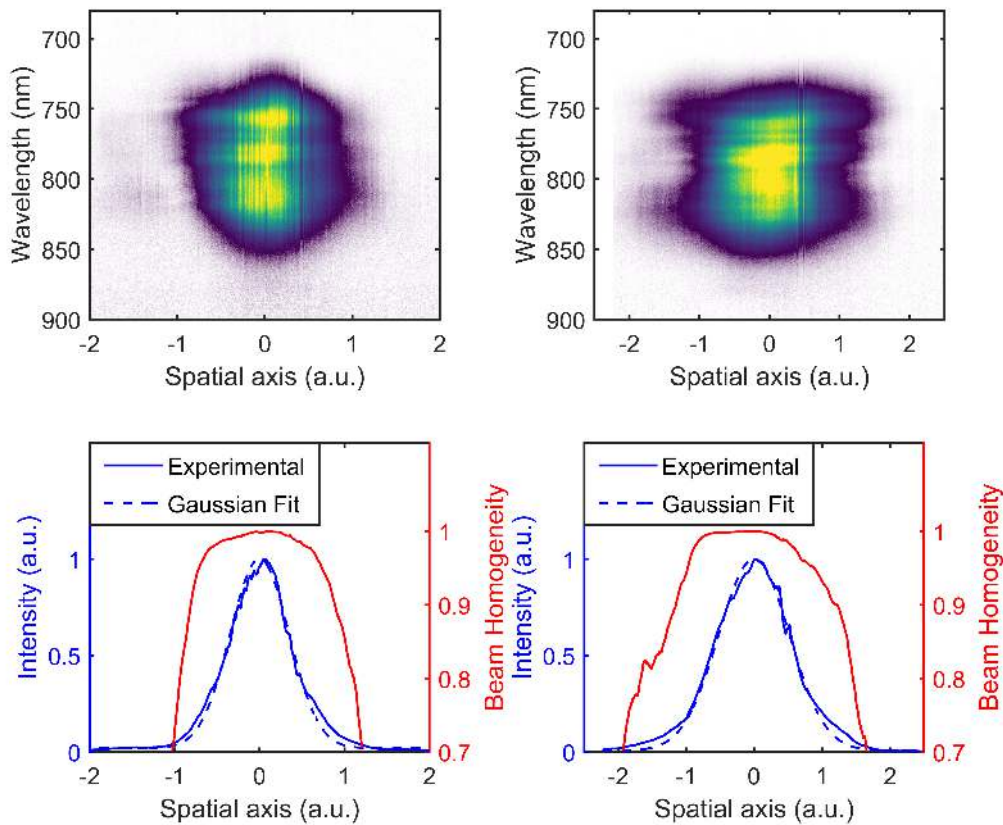 700
750
800
850
900
Wavelength (nm)
-2 -1 0 1 2
Spatial axis (a.u.)
700
750
800
850
900
Wavelength (nm)
-2 -1 0 1 2
Spatial axis (a.u.)
Experimental
Gaussian Fit
1
0.5
0
Intensity (a.u.)
1
0.9
0.8
0.7
Beam Homogeneity
-2 -1 0 1 2
Spatial axis (a.u.)
Experimental
Gaussian Fit
1
0.5
0
Intensity (a.u.)
1
0.9
0.8
0.7
Beam Homogeneity
-2 -1 0 1 2
Spatial axis (a.u.)